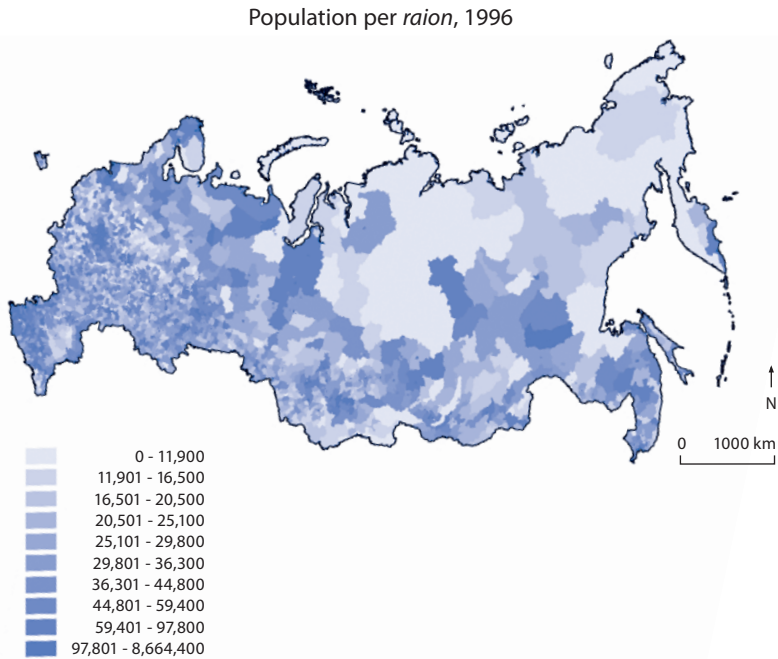 Population per raion, 1996
N
0 1000 km
0 - 11,900
11,901 - 16,500
16,501 - 20,500
20,501 - 25,100
25,101 - 29,800
29,801 - 36,300
36,301 - 44,800
44,801 - 59,400
59,401 - 97,800
97,801 - 8,664,400